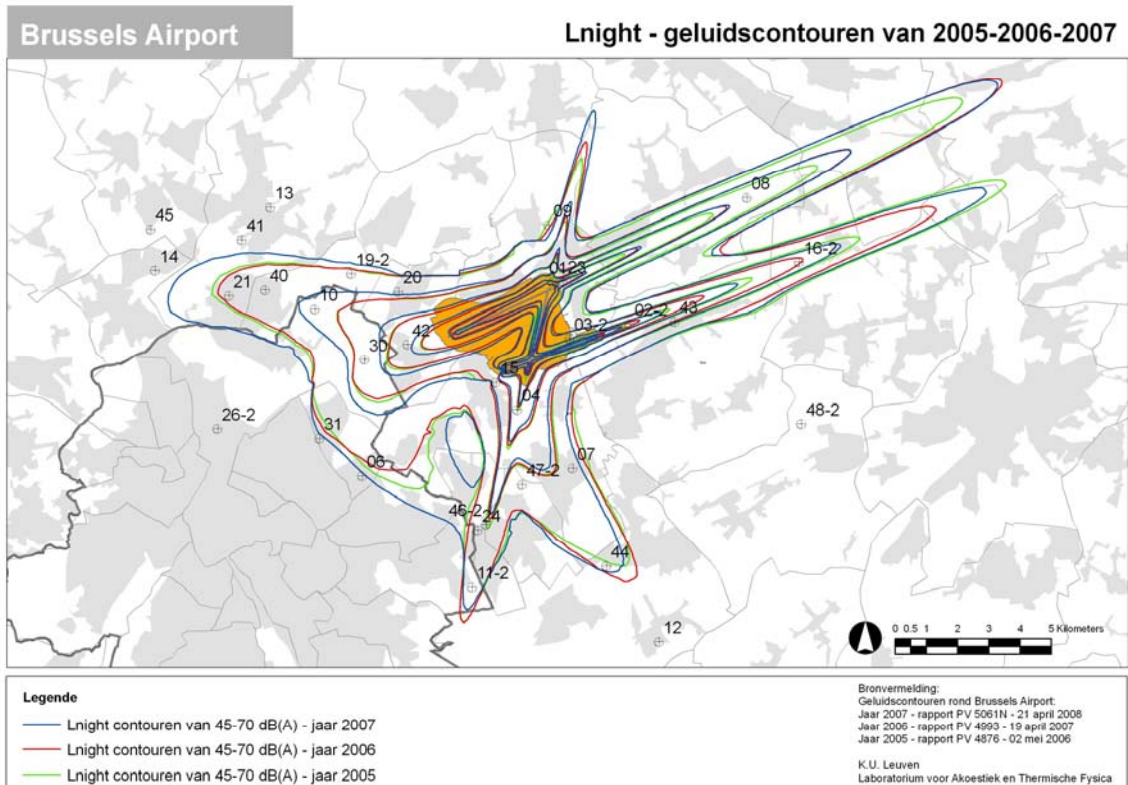 Brussels Airport
Lnight - geluidscontouren van 2005-2006-2007
13
45
08
41
09
14
16-2
19-2
0123
40
20
21
10
02-2
43
03-2
42
30
15
04
48-2
26-2
31
07
06
47-2
46-2
24
44
11-2
12
0 0.5 1 2 3 4 5 Kilometers
Legende
Lnight contouren van 45-70 dB(A) - jaar 2007
Lnight contouren van 45-70 dB(A) - jaar 2006
Lnight contouren van 45-70 dB(A) - jaar 2005
Bronvermelding:
Geluidscontouren rond Brussels Airport:
Jaar 2007 - rapport PV 5061N - 21 april 2008
Jaar 2006 - rapport PV 4993 - 19 april 2007
Jaar 2005 - rapport PV 4876 - 02 mei 2006
K.U. Leuven
Laboratorium voor Akoestiek en Thermische Fysica